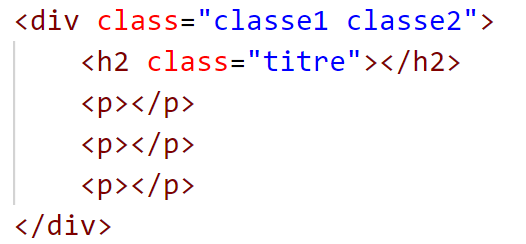 <div class="classe1 classe2">
<h2 class="titre"></h2>
<p></p>
<p></p>
<p></p>
</div>